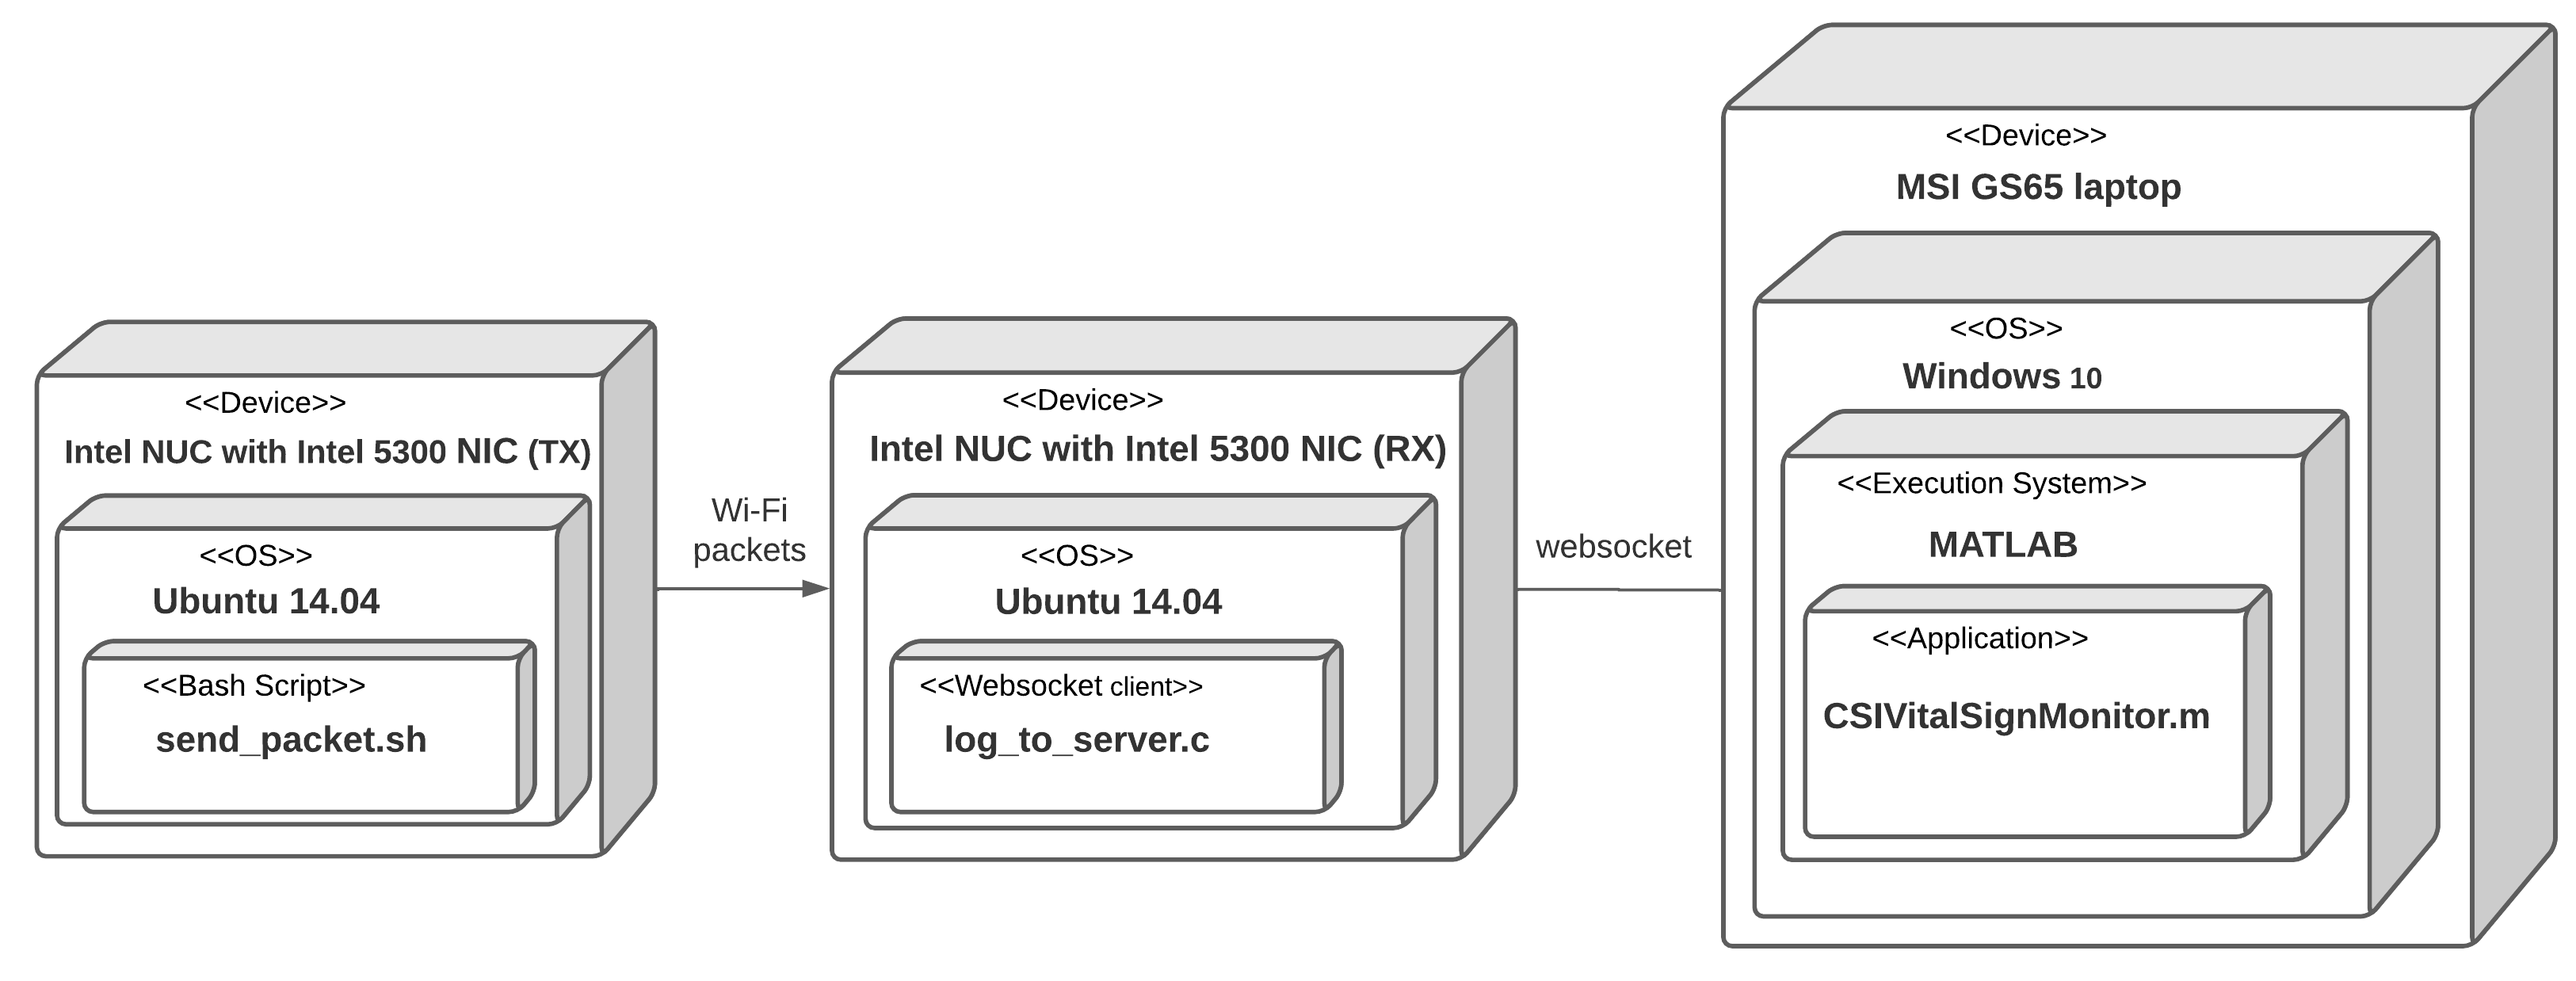 <<Device>>
Intel NUC with Intel 5300 NIC (TX)
<<OS>>
Ubuntu 14.04
<<Bash Script>>
send_packet.sh
Wi-Fi
packets
<<Device>>
Intel NUC with Intel 5300 NIC (RX)
<<OS>>
Ubuntu 14.04
<<Websocket client>>
log_to_server.c
websocket
<<Device>>
MSI GS65 laptop
<<OS>>
Windows 10
<<Execution System>>
MATLAB
<<Application>>
CSIVitalSignMonitor.m